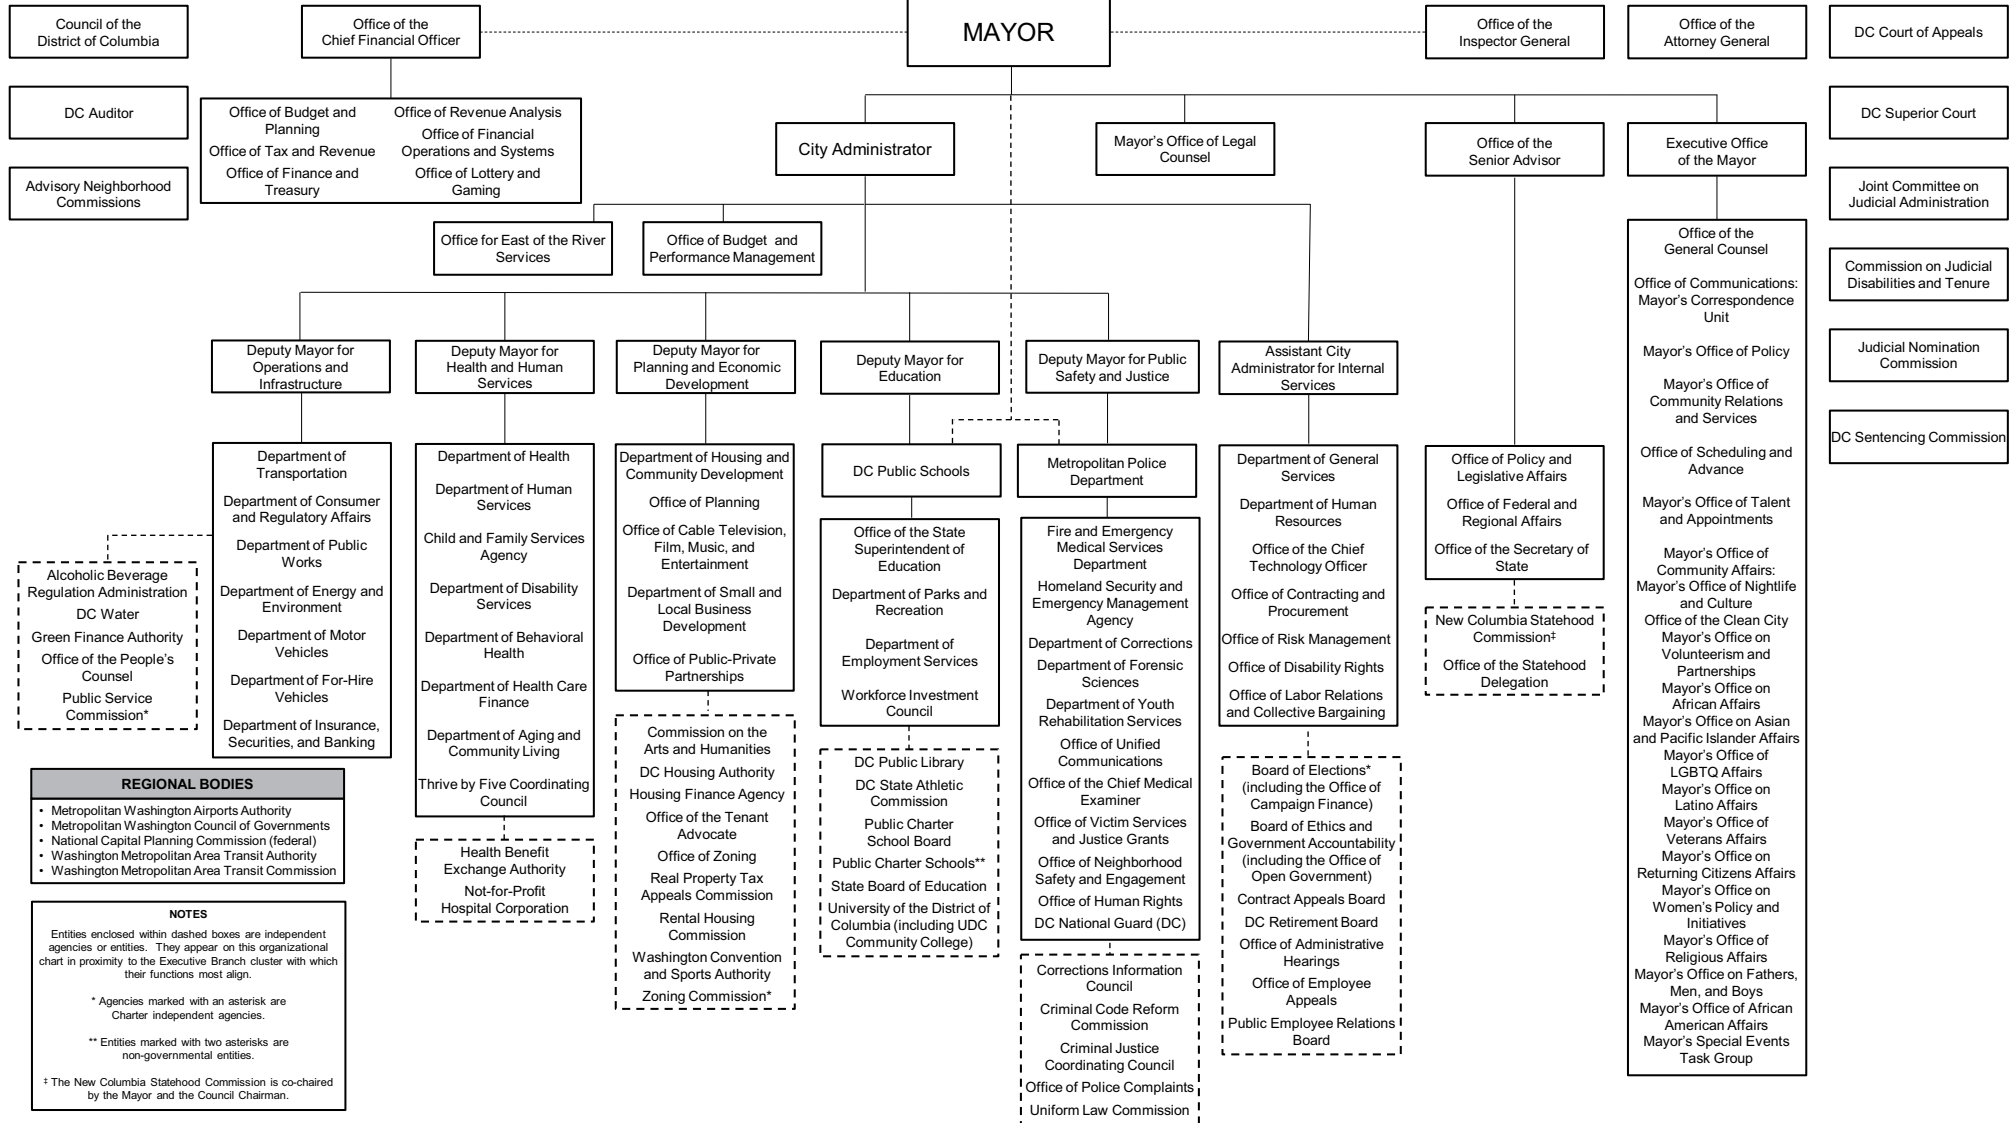 Council of the
District of Columbia
Office of the
Chief Financial Officer
MAYOR
Office of the
Inspector General
Office of the
Attorney General
DC Court of Appeals
DC Auditor
Office of Budget and
Planning
Office of Tax and Revenue
Office of Finance and
Treasury
Office of Revenue Analysis
Office of Financial
Operations and Systems
Office of Lottery and
Gaming
City Administrator
Mayor's Office of Legal
Counsel
Office of the
Senior Advisor
Executive Office
of the Mayor
DC Superior Court
Advisory Neighborhood
Commissions
Joint Committee on
Judicial Administration
Office for East of the River
Services
Office of Budget and
Performance Management
Commission on Judicial
Disabilities and Tenure
Judicial Nomination
Commission
DC Sentencing Commission
Deputy Mayor for
Operations and
Infrastructure
Deputy Mayor for
Health and Human
Services
Deputy Mayor for
Planning and Economic
Development
Deputy Mayor for
Education
Deputy Mayor for Public
Safety and Justice
Assistant City
Administrator for Internal
Services
Department of
Transportation
Department of Consumer
and Regulatory Affairs
Department of Public
Works
Department of Energy and
Environment
Department of Motor
Vehicles
Department of For-Hire
Vehicles
Department of Insurance,
Securities, and Banking
Alcoholic Beverage
Regulation Administration
DC Water
Green Finance Authority
Office of the People's
Counsel
Public Service
Commission*
Department of Health
Department of Human
Services
Child and Family Services
Agency
Department of Disability
Services
Department of Behavioral
Health
Department of Health Care
Finance
Department of Aging and
Community Living
Thrive by Five Coordinating
Council
Health Benefit
Exchange Authority
Not-for-Profit
Hospital Corporation
Department of Housing and
Community Development
Office of Planning
Office of Cable Television,
Film, Music, and
Entertainment
Department of Small and
Local Business
Development
Office of Public-Private
Partnerships
Commission on the
Arts and Humanities
DC Housing Authority
Housing Finance Agency
Office of the Tenant
Advocate
Office of Zoning
Real Property Tax
Appeals Commission
Rental Housing
Commission
Washington Convention
and Sports Authority
Zoning Commission*
DC Public Schools
Office of the State
Superintendent of
Education
Department of Parks and
Recreation
Department of
Employment Services
Workforce Investment
Council
DC Public Library
DC State Athletic
Commission
Public Charter
School Board
Public Charter Schools**
State Board of Education
University of the District of
Columbia (including UDC
Community College)
Metropolitan Police
Department
Fire and Emergency
Medical Services
Department
Homeland Security and
Emergency Management
Agency
Department of Corrections
Department of Forensic
Sciences
Department of Youth
Rehabilitation Services
Office of Unified
Communications
Office of the Chief Medical
Examiner
Office of Victim Services
and Justice Grants
Office of Neighborhood
Safety and Engagement
Office of Human Rights
DC National Guard (DC)
Corrections Information
Council
Criminal Code Reform
Commission
Criminal Justice
Coordinating Council
Office of Police Complaints
Uniform Law Commission
Department of General
Services
Department of Human
Resources
Office of the Chief
Technology Officer
Office of Contracting and
Procurement
Office of Risk Management
Office of Disability Rights
Office of Labor Relations
and Collective Bargaining
Board of Elections*
(including the Office of
Campaign Finance)
Board of Ethics and
Government Accountability
(including the Office of
Open Government)
Contract Appeals Board
DC Retirement Board
Office of Administrative
Hearings
Office of Employee
Appeals
Public Employee Relations
Board
Office of Policy and
Legislative Affairs
Office of Federal and
Regional Affairs
Office of the Secretary of
State
New Columbia Statehood
Commission‡
Office of the Statehood
Delegation
Office of the
General Counsel
Office of Communications:
Mayor's Correspondence
Unit
Mayor's Office of Policy
Mayor's Office of
Community Relations
and Services
Office of Scheduling and
Advance
Mayor's Office of Talent
and Appointments
Mayor's Office of
Community Affairs:
Mayor's Office of Nightlife
and Culture
Office of the Clean City
Mayor's Office on
Volunteerism and
Partnerships
Mayor's Office on
African Affairs
Mayor's Office on Asian
and Pacific Islander Affairs
Mayor's Office of
LGBTQ Affairs
Mayor's Office on
Latino Affairs
Mayor's Office of
Veterans Affairs
Mayor's Office on
Returning Citizens Affairs
Mayor's Office on
Women's Policy and
Initiatives
Mayor's Office of
Religious Affairs
Mayor's Office on Fathers,
Men, and Boys
Mayor's Office of African
American Affairs
Mayor's Special Events
Task Group
REGIONAL BODIES
• Metropolitan Washington Airports Authority
• Metropolitan Washington Council of Governments
• National Capital Planning Commission (federal)
• Washington Metropolitan Area Transit Authority
• Washington Metropolitan Area Transit Commission
NOTES
Entities enclosed within dashed boxes are independent
agencies or entities. They appear on this organizational
chart in proximity to the Executive Branch cluster with which
their functions most align.
* Agencies marked with an asterisk are
Charter independent agencies.
** Entities marked with two asterisks are
non-governmental entities.
‡ The New Columbia Statehood Commission is co-chaired
by the Mayor and the Council Chairman.